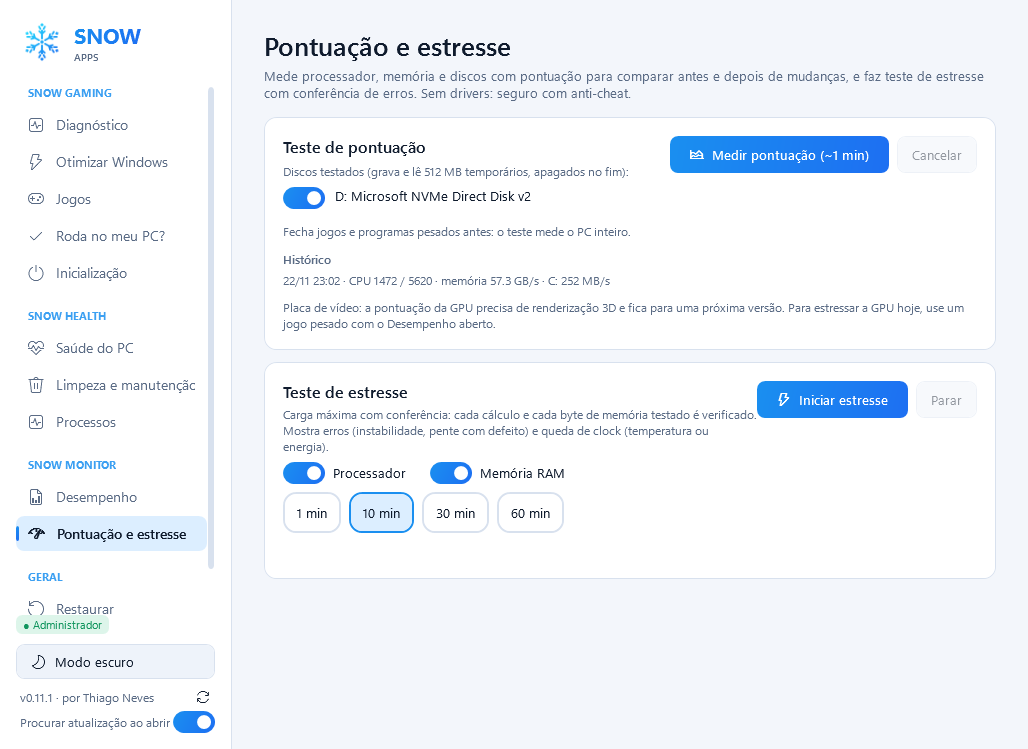 SNOW
APPS
SNOW GAMING
Diagnóstico
Otimizar Windows
Jogos
Roda no meu PC?
Inicialização
SNOW HEALTH
Saúde do PC
Limpeza e manutençãc
Processos
SNOW MONITOR
Desempenho
Pontuação e estresse
GERAL
Restaurar
Administrador
Modo escuro
v0.11.1 · por Thiago Neves
Procurar atualização ao abrir
Pontuação e estresse
Mede processador, memória e discos com pontuação para comparar antes e depois de mudanças, e faz teste de estresse
com conferência de erros. Sem drivers: seguro com anti-cheat.
Teste de pontuação
Medir pontuação (~1 min)
Cancelar
Discos testados (grava e lê 512 MB temporários, apagados no fim):
D: Microsoft NVMe Direct Disk v2
Fecha jogos e programas pesados antes: o teste mede o PC inteiro.
Histórico
22/11 23:02 · CPU 1472 / 5620 · memória 57.3 GB/s · C: 252 MB/s
Placa de vídeo: a pontuação da GPU precisa de renderização 3D e fica para uma próxima versão. Para estressar a GPU hoje, use um
jogo pesado com o Desempenho aberto.
Teste de estresse
Iniciar estresse
Parar
Carga máxima com conferência: cada cálculo e cada byte de memória testado é verificado.
Mostra erros (instabilidade, pente com defeito) e queda de clock (temperatura ou
energia).
Processador
Memória RAM
1 min
10 min
30 min
60 min